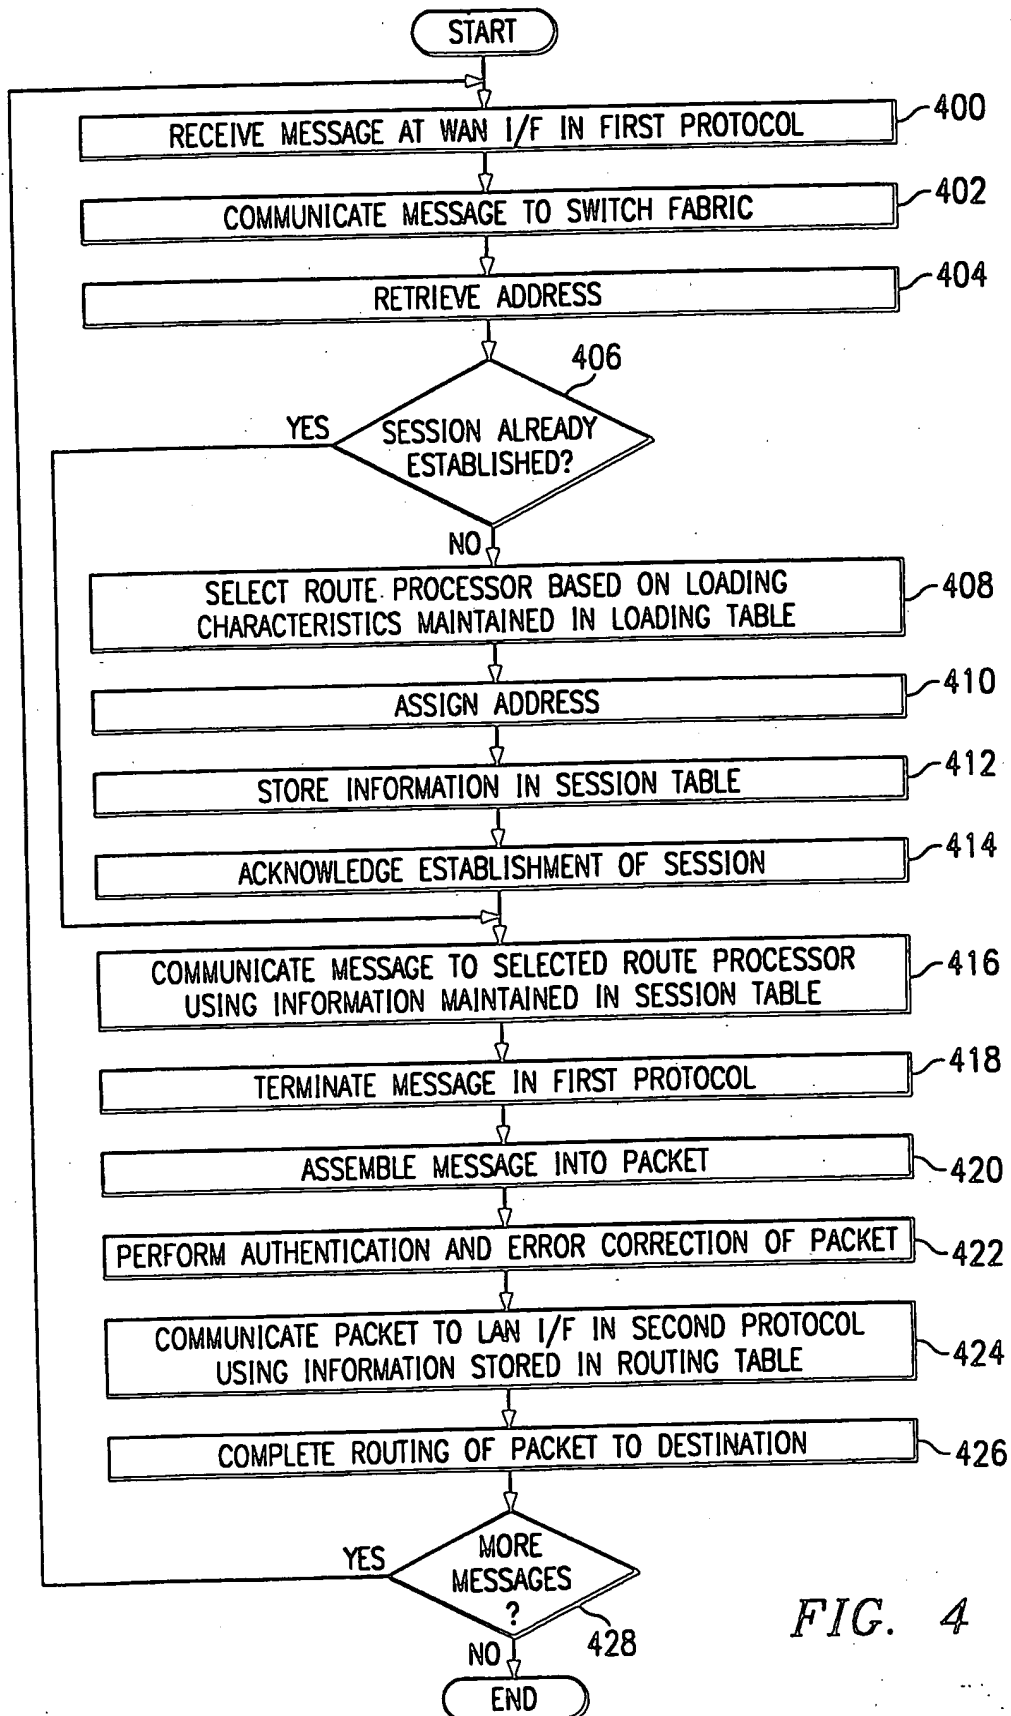 START
RECEIVE MESSAGE AT WAN I/F IN FIRST PROTOCOL
400
COMMUNICATE MESSAGE TO SWITCH FABRIC
402
RETRIEVE ADDRESS
404
406
YES
SESSION ALREADY
ESTABLISHED?
NO
SELECT ROUTE PROCESSOR BASED ON LOADING
CHARACTERISTICS MAINTAINED IN LOADING TABLE
408
ASSIGN ADDRESS
410
STORE INFORMATION IN SESSION TABLE
412
ACKNOWLEDGE ESTABLISHMENT OF SESSION
414
COMMUNICATE MESSAGE TO SELECTED ROUTE PROCESSOR
USING INFORMATION MAINTAINED IN SESSION TABLE
416
TERMINATE MESSAGE IN FIRST PROTOCOL
418
ASSEMBLE MESSAGE INTO PACKET
420
PERFORM AUTHENTICATION AND ERROR CORRECTION OF PACKET
422
COMMUNICATE PACKET TO LAN I/F IN SECOND PROTOCOL
USING INFORMATION STORED IN ROUTING TABLE
424
COMPLETE ROUTING OF PACKET TO DESTINATION
426
YES
MORE
MESSAGES
?
428
NO
END
FIG. 4